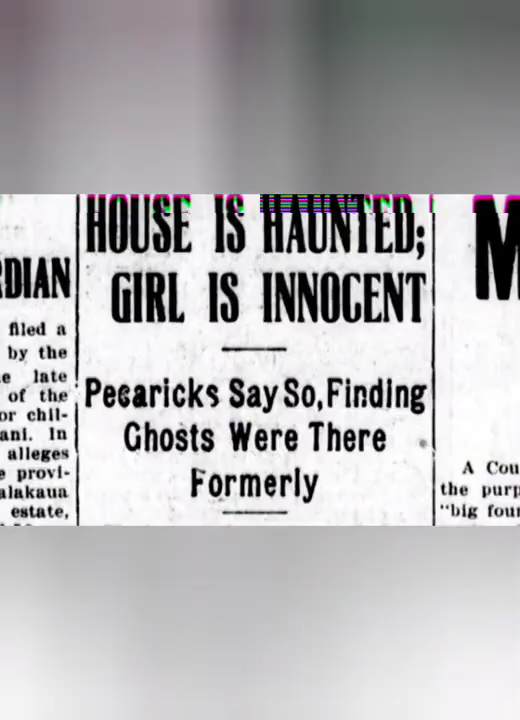 HOUSE IS HAUNTED;
GIRL IS INNOCENT
Pecaricks Say So, Finding
Ghosts Were There
Formerly
RDIAN
filed a
by the
e late
of the
or chil-
ani. In
alleges
e provi-
alakaua
estate,
M
A Cou
the purp
"big four